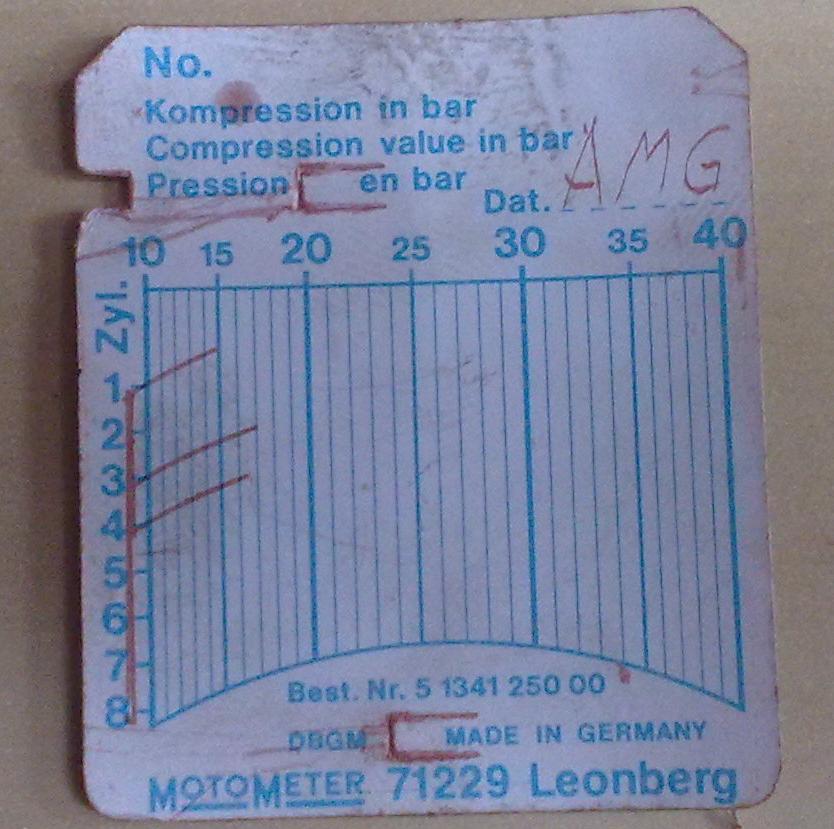 No.
Kompression in bar
Compression value in bar
Pression en bar
Dat. AMG
10 15 20 25 30 35 40
Zyl.
1
2
3
4
5
6
7
8
Best. Nr. 5 1341 250 00
DBGM MADE IN GERMANY
MOTOMETER 71229 Leonberg